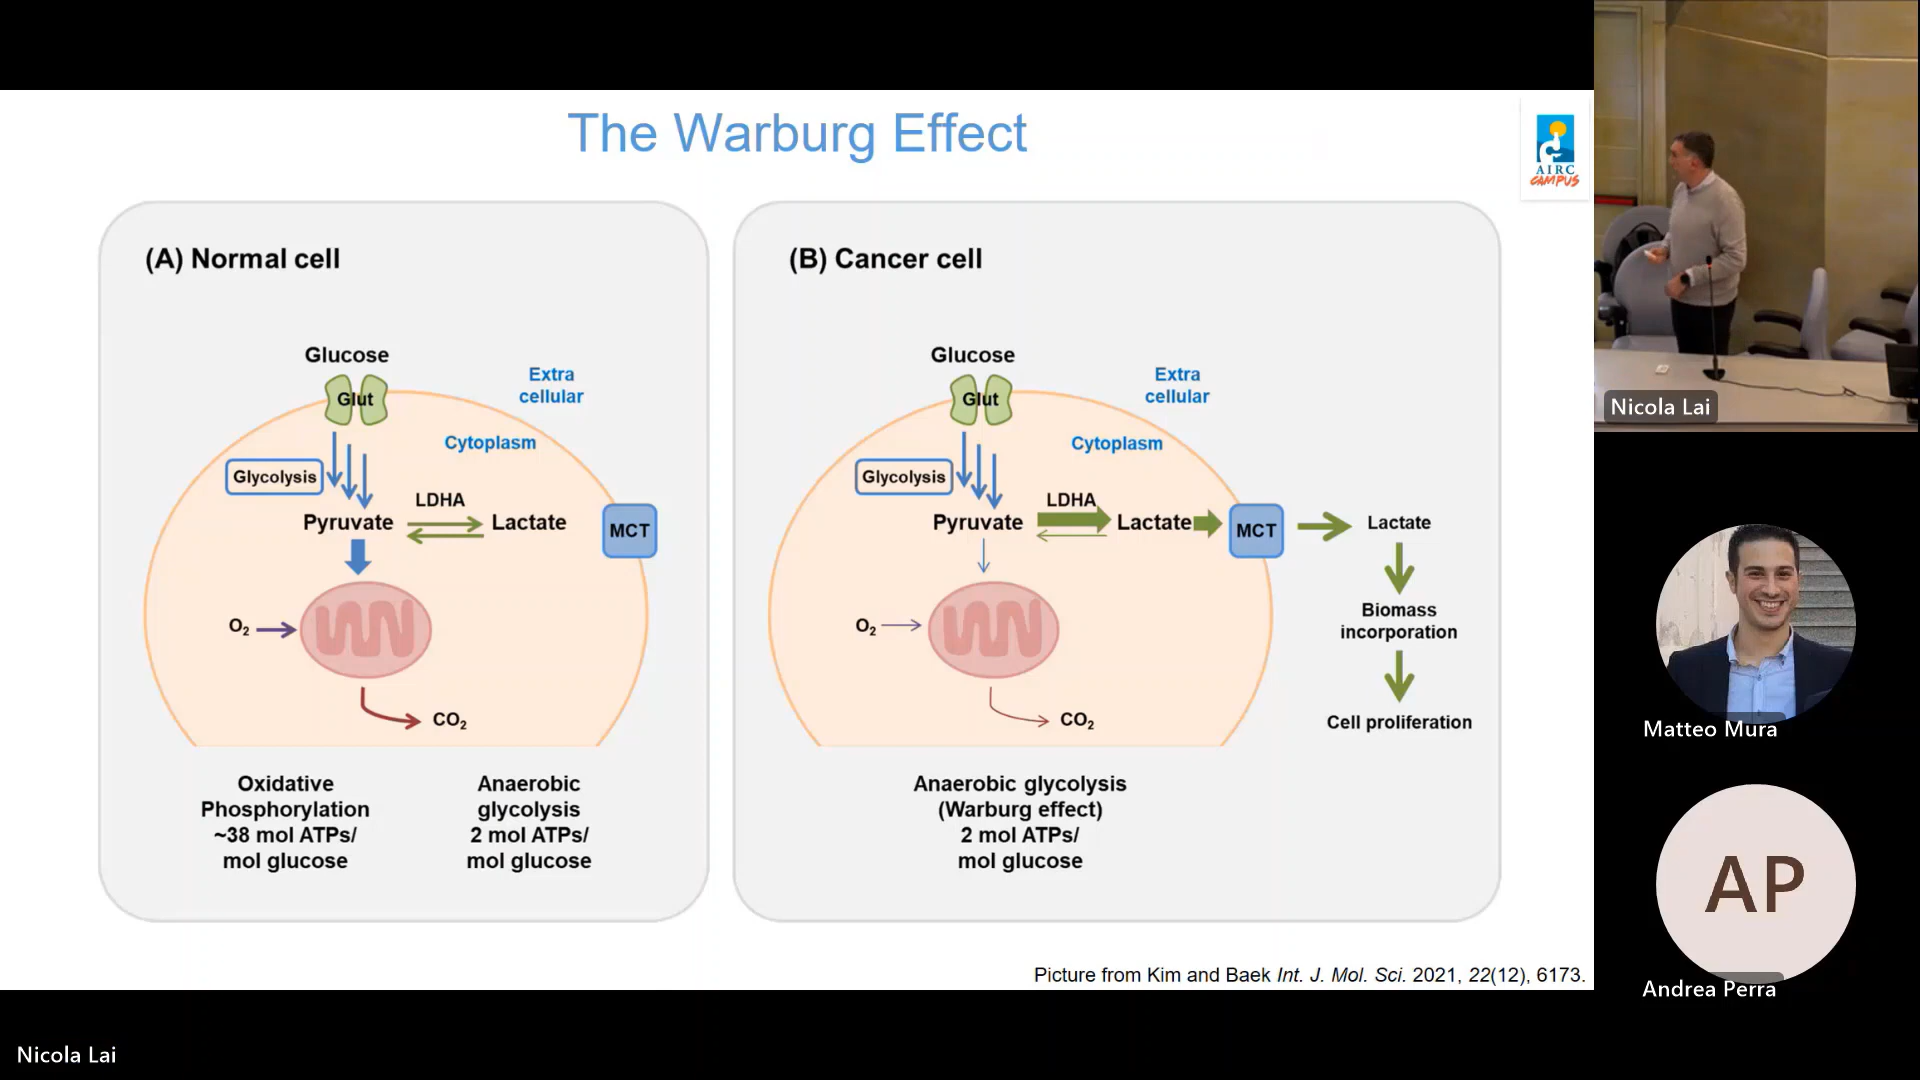 The Warburg Effect
AIRC
CAMPUS
(A) Normal cell
Glucose
Glut
Extra
cellular
Cytoplasm
Glycolysis
LDHA
Pyruvate
Lactate
MCT
O₂
CO₂
Oxidative
Phosphorylation
~38 mol ATPs/
mol glucose
Anaerobic
glycolysis
2 mol ATPs/
mol glucose
(B) Cancer cell
Glucose
Glut
Extra
cellular
Cytoplasm
Glycolysis
LDHA
Pyruvate
Lactate
MCT
Lactate
Biomass
incorporation
Cell proliferation
O₂
CO₂
Anaerobic glycolysis
(Warburg effect)
2 mol ATPs/
mol glucose
Picture from Kim and Baek Int. J. Mol. Sci. 2021, 22(12), 6173.
Nicola Lai
Matteo Mura
AP
Andrea Perra
Nicola Lai